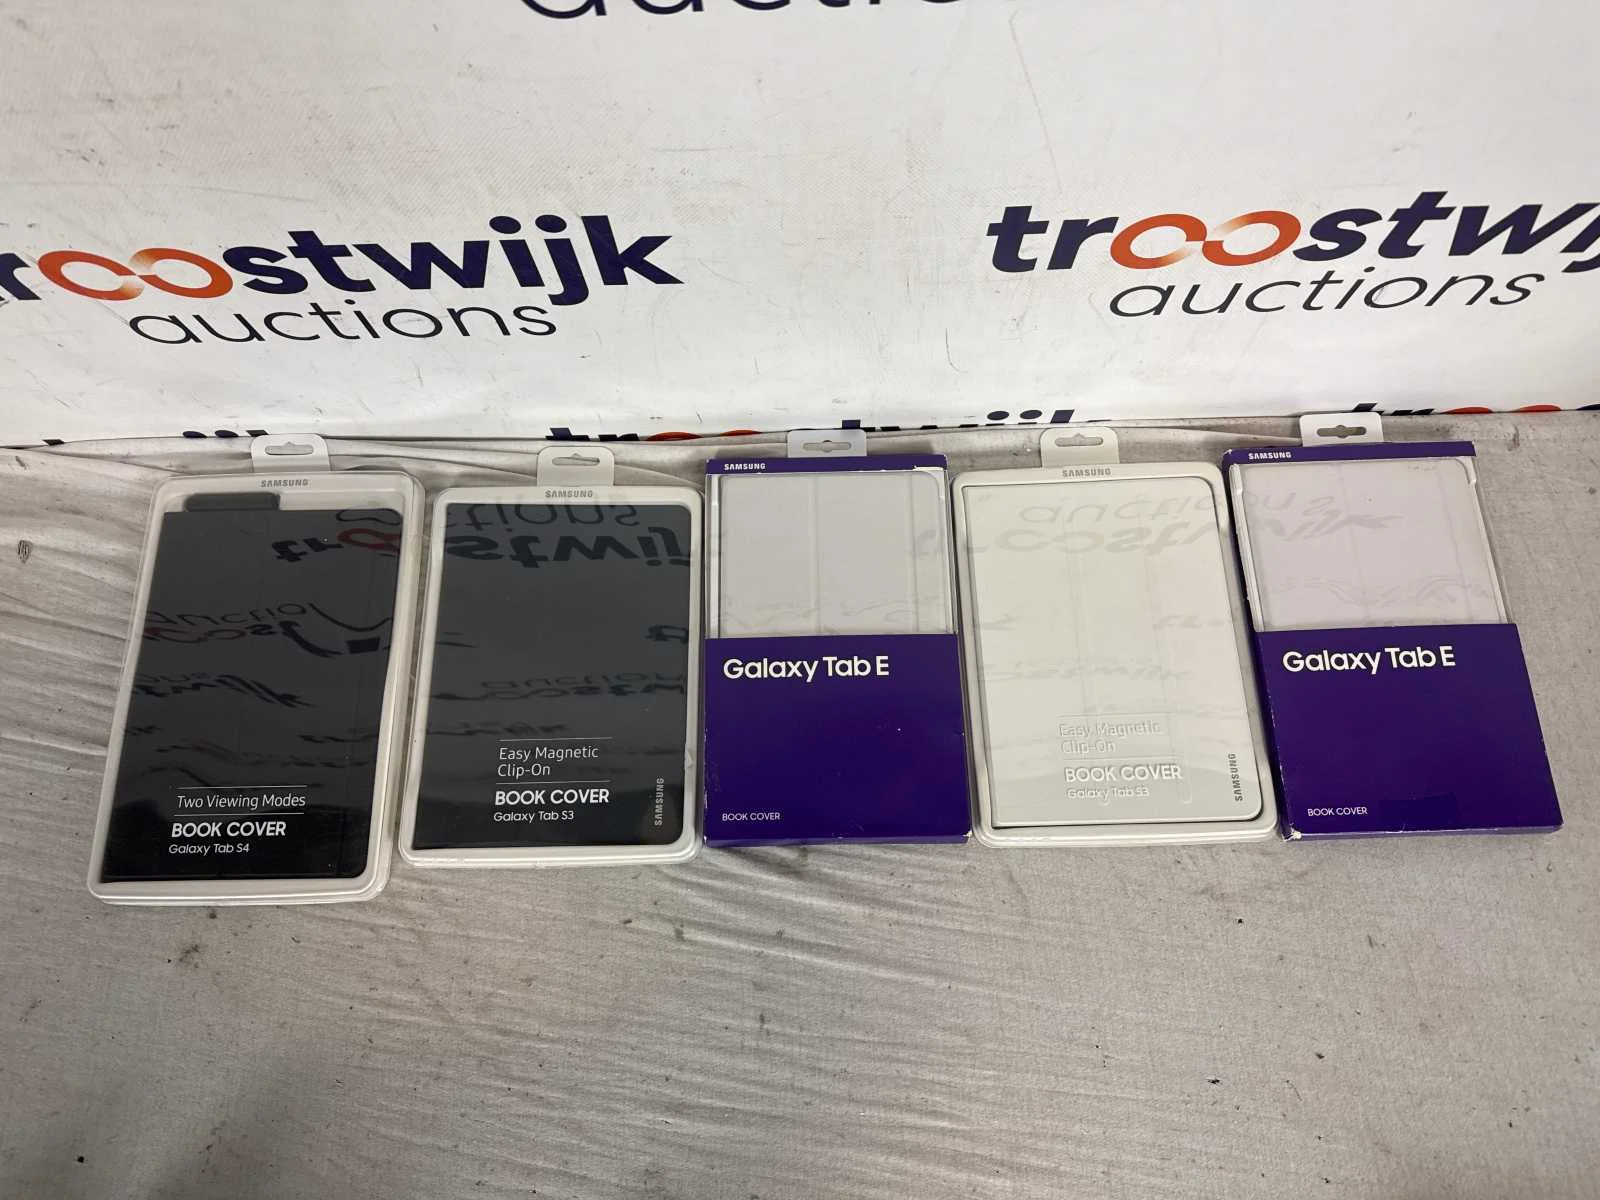 auctions
troostwijk
auctions
troostwij
auctions
SAMSUNG
Two Viewing Modes
BOOK COVER
Galaxy Tab S4
SAMSUNG
Easy Magnetic
Clip-On
BOOK COVER
Galaxy Tab S3
SAMSUNG
SAMSUNG
Galaxy Tab E
BOOK COVER
SAMSUNG
Easy Magnetic
Clip-On
BOOK COVER
Galaxy Tab S3
SAMSUNG
SAMSUNG
Galaxy Tab E
BOOK COVER